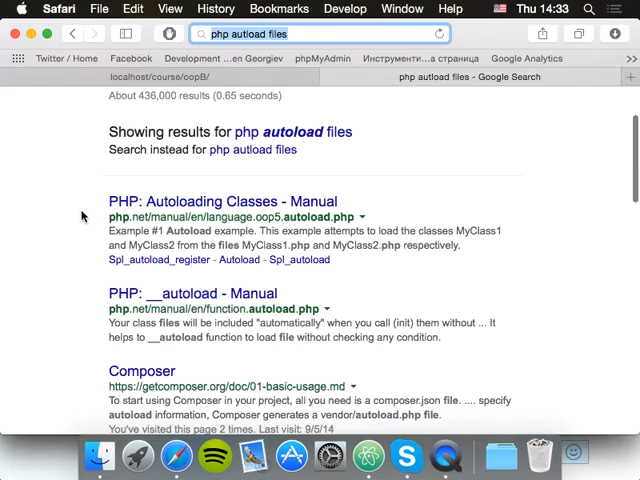 Safari File Edit View History Bookmarks Develop Window Help Thu 14:33
php autload files
Twitter / Home Facebook Development ...en Georgiev phpMyAdmin Инструменти...та страница Google Analytics
localhost/course/oopB/ php autload files - Google Search
About 436,000 results (0.65 seconds)
Showing results for php autoload files
Search instead for php autload files
PHP: Autoloading Classes - Manual
php.net/manual/en/language.oop5.autoload.php
Example #1 Autoload example. This example attempts to load the classes MyClass1
and MyClass2 from the files MyClass1.php and MyClass2.php respectively.
Spl_autoload_register - Autoload - Spl_autoload
PHP: __autoload - Manual
php.net/manual/en/function.autoload.php
Your class files will be included "automatically" when you call (init) them without ... It
helps to __autoload function to load file without checking any condition.
Composer
https://getcomposer.org/doc/01-basic-usage.md
To start using Composer in your project, all you need is a composer.json file. .... specify
autoload information, Composer generates a vendor/autoload.php file.
You've visited this page 2 times. Last visit: 9/5/14